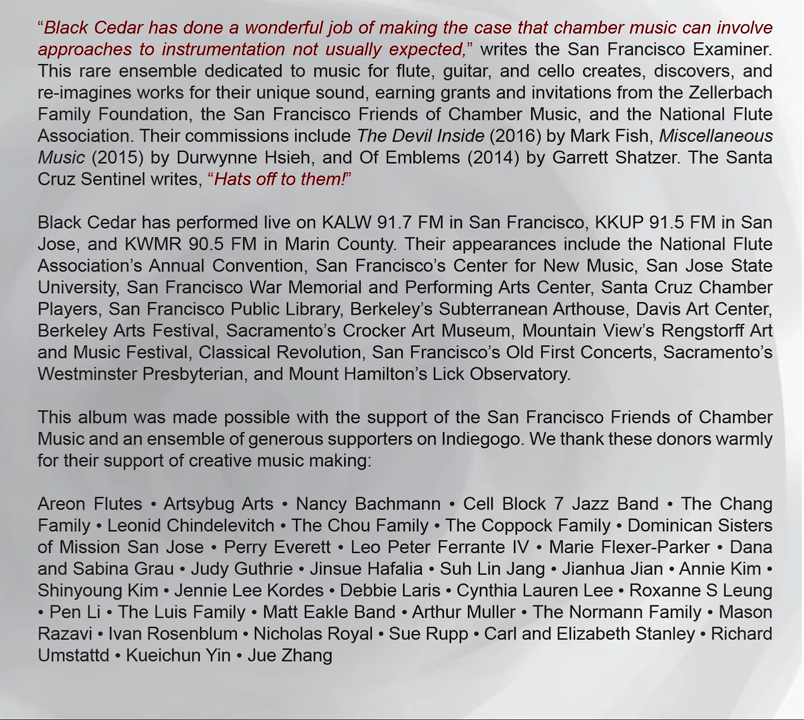 “Black Cedar has done a wonderful job of making the case that chamber music can involve
approaches to instrumentation not usually expected,” writes the San Francisco Examiner.
This rare ensemble dedicated to music for flute, guitar, and cello creates, discovers, and
re-imagines works for their unique sound, earning grants and invitations from the Zellerbach
Family Foundation, the San Francisco Friends of Chamber Music, and the National Flute
Association. Their commissions include The Devil Inside (2016) by Mark Fish, Miscellaneous
Music (2015) by Durwynne Hsieh, and Of Emblems (2014) by Garrett Shatzer. The Santa
Cruz Sentinel writes, “Hats off to them!”
Black Cedar has performed live on KALW 91.7 FM in San Francisco, KKUP 91.5 FM in San
Jose, and KWMR 90.5 FM in Marin County. Their appearances include the National Flute
Association’s Annual Convention, San Francisco’s Center for New Music, San Jose State
University, San Francisco War Memorial and Performing Arts Center, Santa Cruz Chamber
Players, San Francisco Public Library, Berkeley’s Subterranean Arthouse, Davis Art Center,
Berkeley Arts Festival, Sacramento’s Crocker Art Museum, Mountain View’s Rengstorff Art
and Music Festival, Classical Revolution, San Francisco’s Old First Concerts, Sacramento’s
Westminster Presbyterian, and Mount Hamilton’s Lick Observatory.
This album was made possible with the support of the San Francisco Friends of Chamber
Music and an ensemble of generous supporters on Indiegogo. We thank these donors warmly
for their support of creative music making:
Areon Flutes • Artsybug Arts • Nancy Bachmann • Cell Block 7 Jazz Band • The Chang
Family • Leonid Chindelevitch • The Chou Family • The Coppock Family • Dominican Sisters
of Mission San Jose • Perry Everett • Leo Peter Ferrante IV • Marie Flexer-Parker • Dana
and Sabina Grau • Judy Guthrie • Jinsue Hafalia • Suh Lin Jang • Jianhua Jian • Annie Kim •
Shinyoung Kim • Jennie Lee Kordes • Debbie Laris • Cynthia Lauren Lee • Roxanne S Leung
• Pen Li • The Luis Family • Matt Eakle Band • Arthur Muller • The Normann Family • Mason
Razavi • Ivan Rosenblum • Nicholas Royal • Sue Rupp • Carl and Elizabeth Stanley • Richard
Umstattd • Kueichun Yin • Jue Zhang